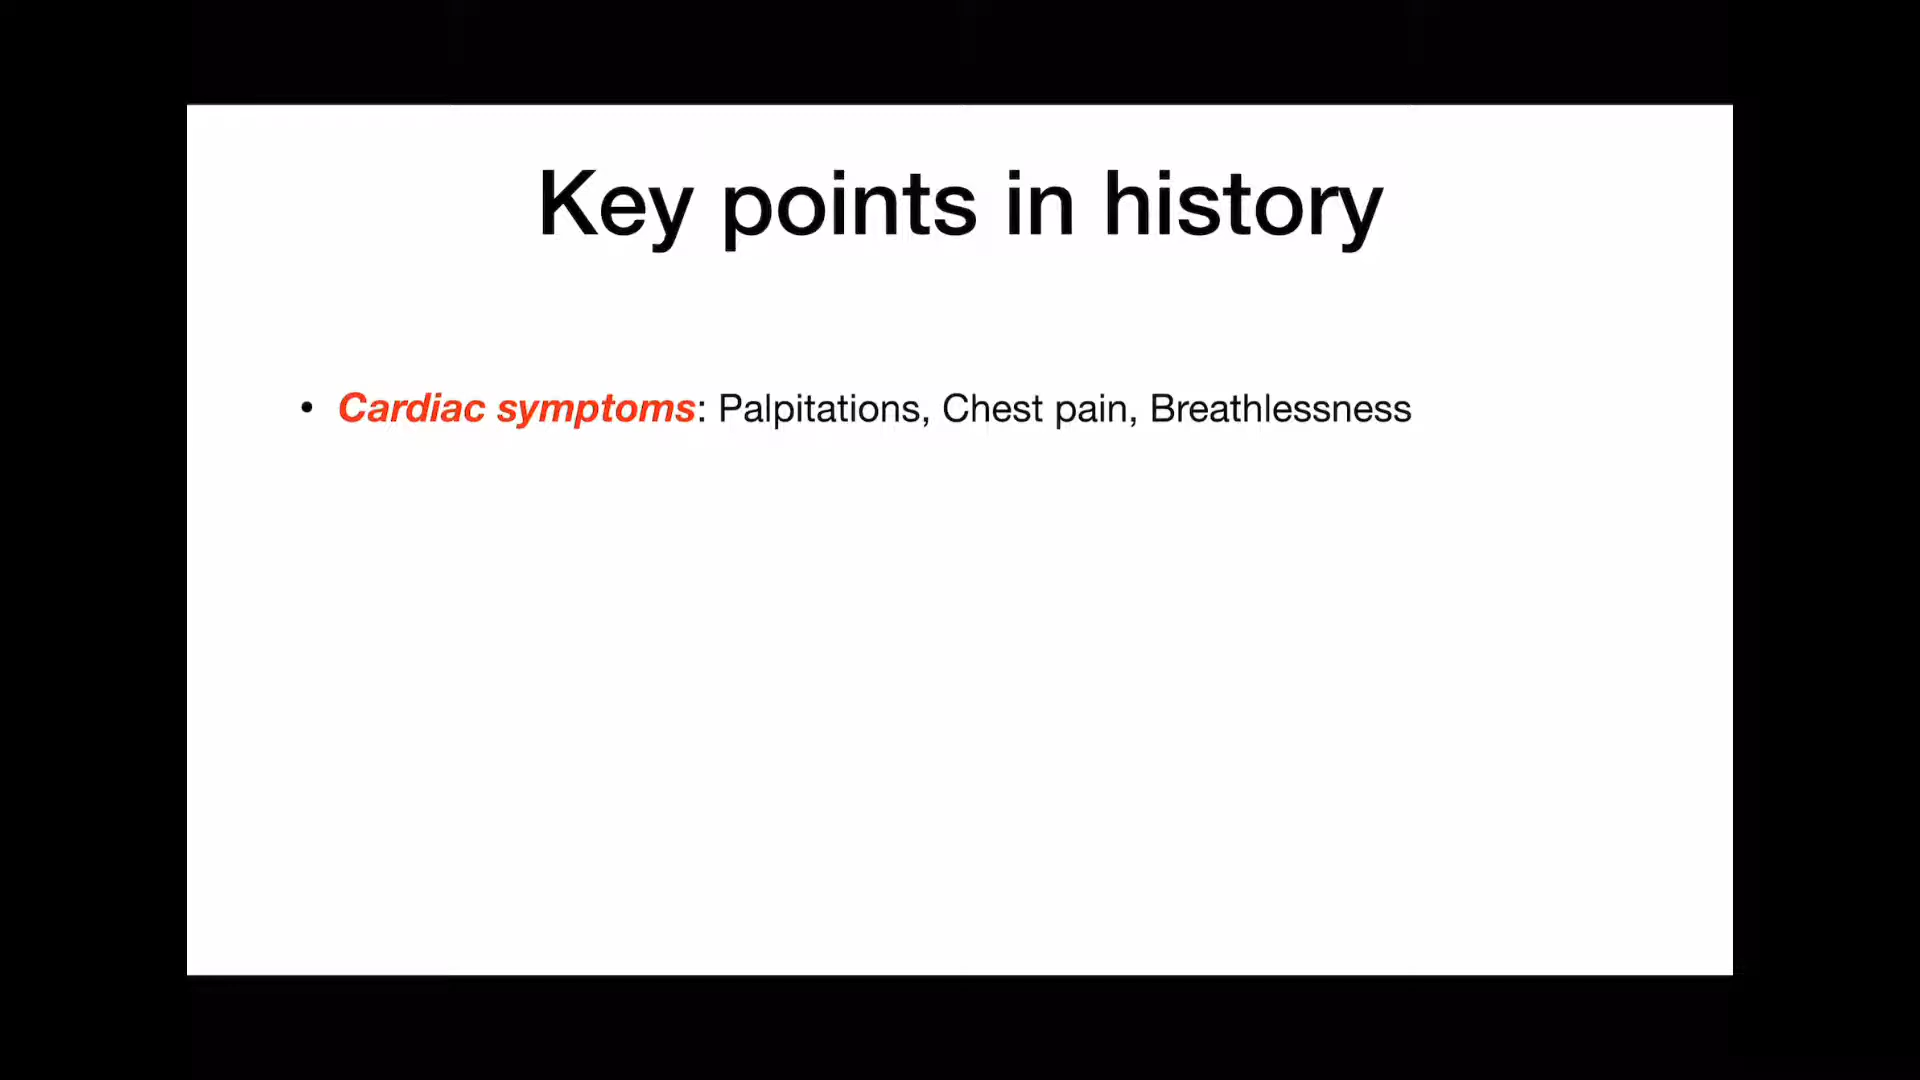 Key points in history
• Cardiac symptoms: Palpitations, Chest pain, Breathlessness